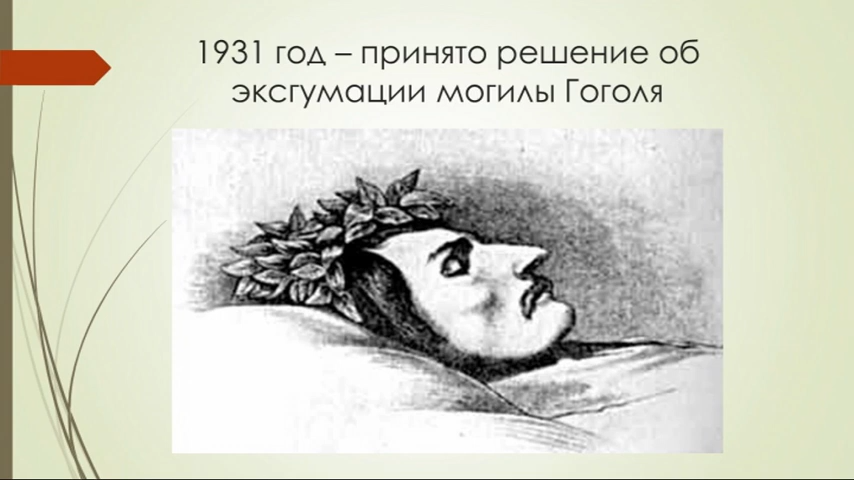 1931 год – принято решение об
эксгумации могилы Гоголя